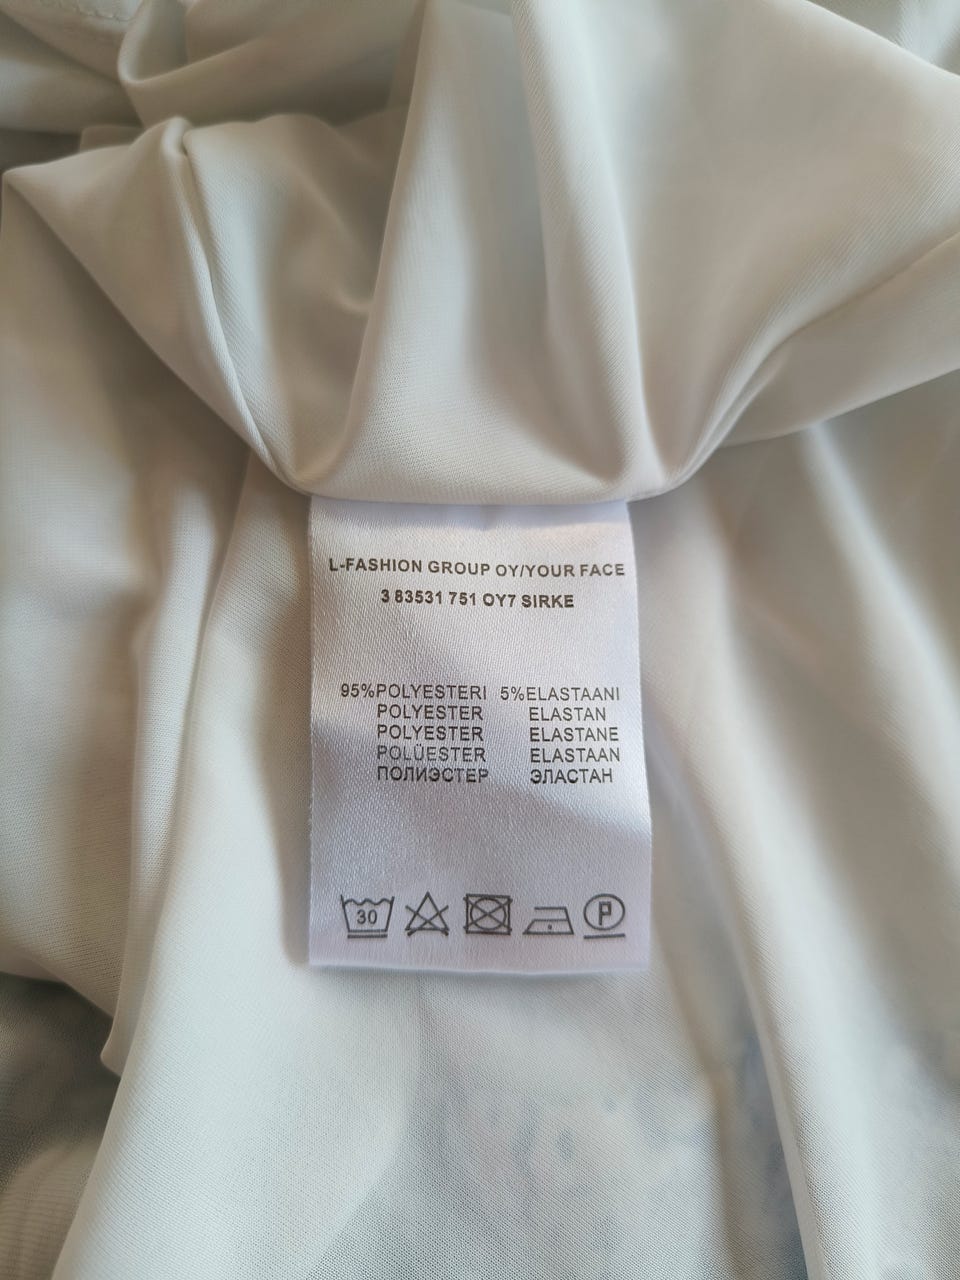 L-FASHION GROUP OY/YOUR FACE
3 83531 751 OY7 SIRKE
95%POLYESTERI 5%ELASTAANI
POLYESTER ELASTAN
POLYESTER ELASTANE
POLÜESTER ELASTAAN
ПОЛИЭСТЕР ЭЛАСТАН
30 P